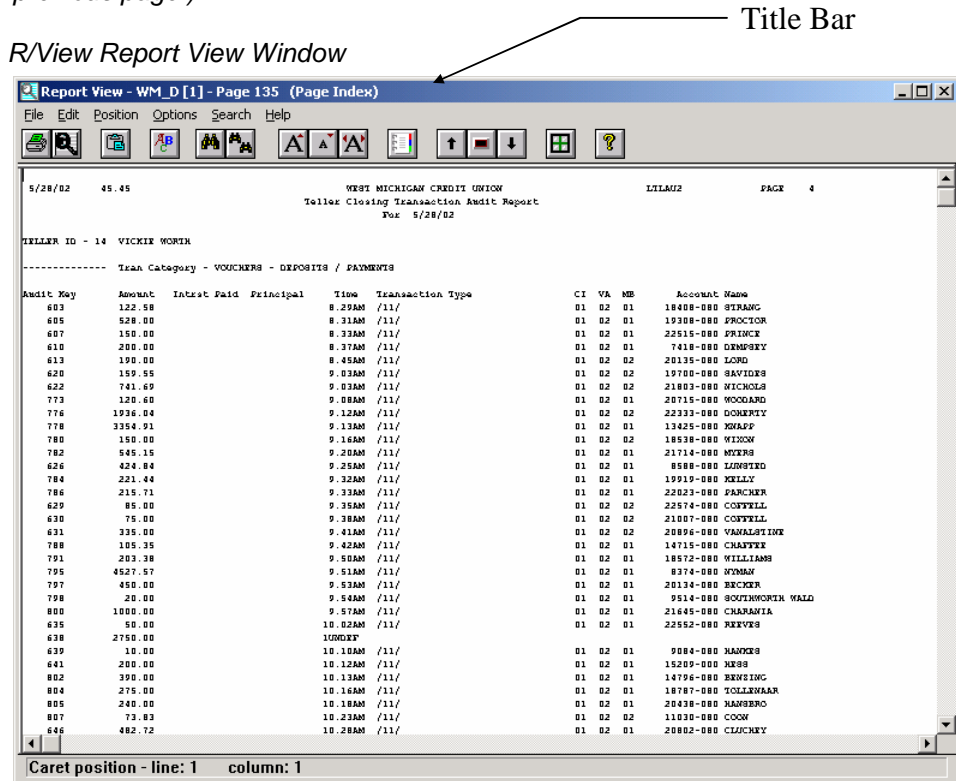 previous page.)
Title Bar
R/View Report View Window
Report View - WM_D [1] - Page 135 (Page Index)
File Edit Position Options Search Help
5/28/02 45.45 WEST MICHIGAN CREDIT UNION LTLAU2 PAGE 4
Teller Closing Transaction Audit Report
For 5/28/02
TELLER ID - 14 VICKIE WORTH
-------------- Tran Category - VOUCHERS - DEPOSITS / PAYMENTS
Audit Key Amount Intrst Paid Principal Time Transaction Type CI VA MB Account Name
603 122.58 8.29AM /11/ 01 02 01 18408-080 STRANG
605 528.00 8.31AM /11/ 01 02 01 19308-080 PROCTOR
607 150.00 8.33AM /11/ 01 02 01 22515-080 PRINCE
610 200.00 8.37AM /11/ 01 02 01 7418-080 DEMPSEY
613 190.00 8.45AM /11/ 01 02 02 20135-080 LORD
620 159.55 9.03AM /11/ 01 02 02 19700-080 SAVIDES
622 741.69 9.03AM /11/ 01 02 02 21803-080 NICHOLS
773 120.60 9.08AM /11/ 01 02 01 20715-080 WOODARD
776 1936.04 9.12AM /11/ 01 02 02 22333-080 DOHERTY
778 3354.91 9.13AM /11/ 01 02 01 13425-080 KNAPP
780 150.00 9.16AM /11/ 01 02 02 18538-080 WIXON
782 545.15 9.20AM /11/ 01 02 01 21714-080 MYERS
626 424.84 9.25AM /11/ 01 02 01 8588-080 LUNSTED
784 221.44 9.32AM /11/ 01 02 01 19919-080 KELLY
786 215.71 9.33AM /11/ 01 02 01 22023-080 PARCHER
629 85.00 9.35AM /11/ 01 02 02 22574-080 COFFELL
630 75.00 9.38AM /11/ 01 02 02 21007-080 COFFELL
631 335.00 9.41AM /11/ 01 02 02 20896-080 VANALSTINE
788 105.35 9.42AM /11/ 01 02 01 14715-080 CHAFFEE
791 203.38 9.50AM /11/ 01 02 01 18572-080 WILLIAMS
795 4527.57 9.51AM /11/ 01 02 01 8374-080 NYMAN
797 450.00 9.53AM /11/ 01 02 01 20134-080 BECKER
798 20.00 9.54AM /11/ 01 02 01 9514-080 SOUTHWORTH WALD
800 1000.00 9.57AM /11/ 01 02 01 21645-080 CHARANIA
635 50.00 10.02AM /11/ 01 02 01 22552-080 REEVES
638 2750.00 1UNDEF
639 10.00 10.10AM /11/ 01 02 01 9084-080 HANKES
641 200.00 10.12AM /11/ 01 02 01 15209-000 HESS
802 390.00 10.13AM /11/ 01 02 01 14796-080 BENZING
804 275.00 10.16AM /11/ 01 02 01 18787-080 TOLLENAAR
805 240.00 10.18AM /11/ 01 02 01 20438-080 HANSBRO
807 73.83 10.23AM /11/ 01 02 02 11030-080 COON
646 482.72 10.28AM /11/ 01 02 01 20802-080 CLUCHEY
Caret position - line: 1 column: 1